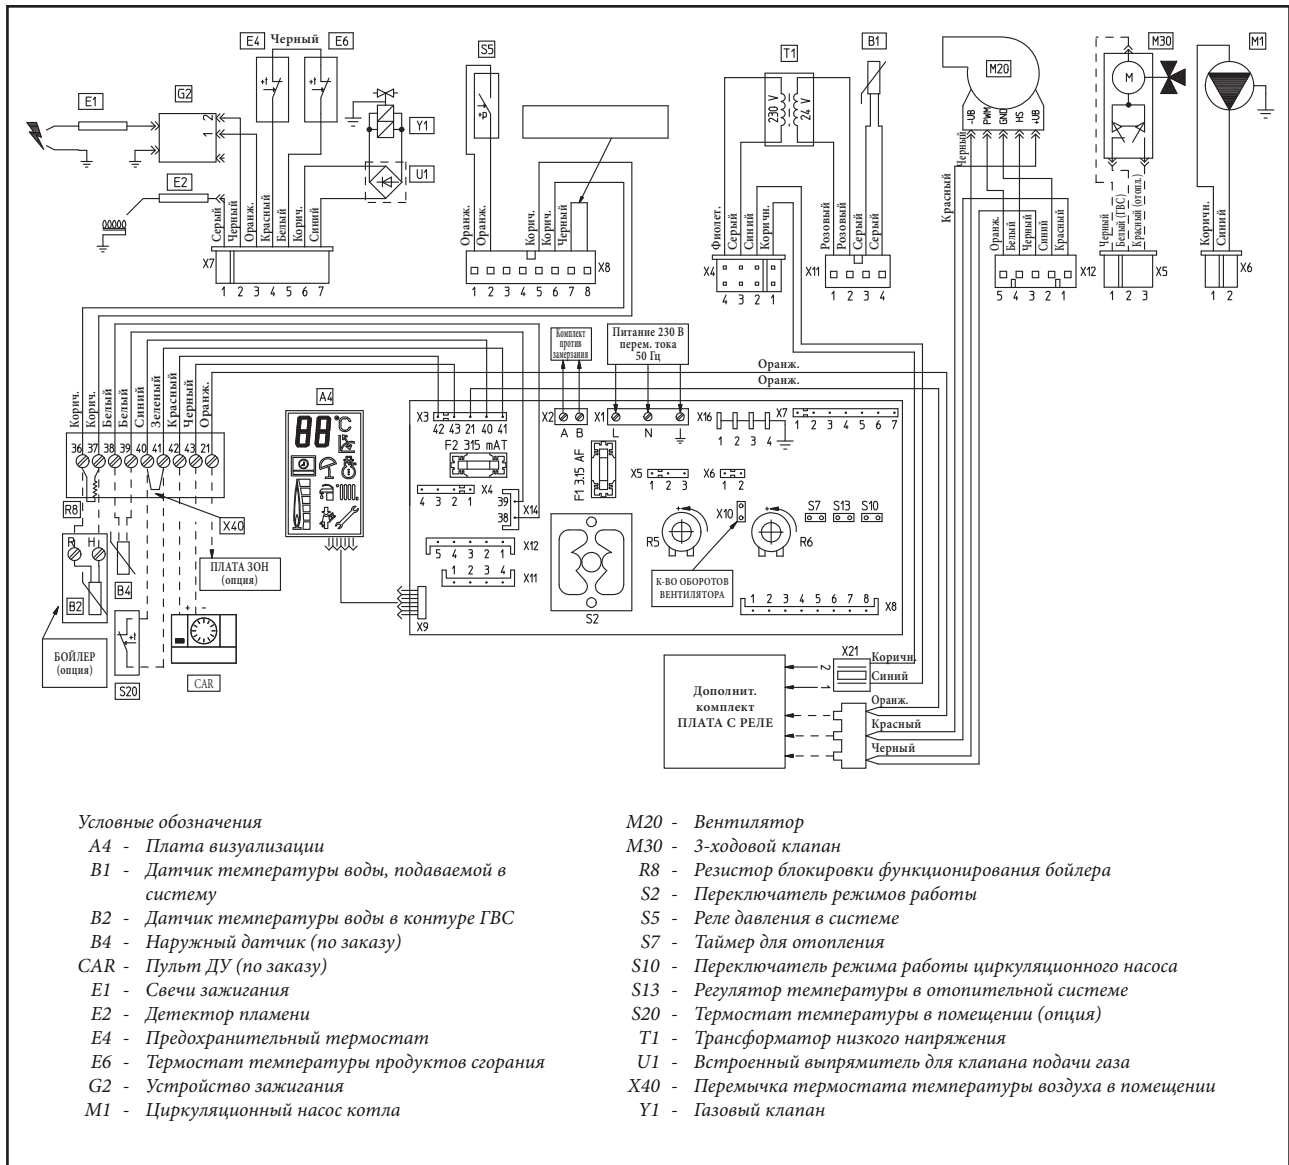 E4
Черный
E6
S5
T1
B1
M20
M30
M1
E1
G2
2
1
+t
+t
Y1
U1
+p
230 V
24 V
M
-UB
PWM
GND
HS
+UB
E2
Серый
Черный
Оранж.
Красный
Белый
Корич.
Синий
X7
1 2 3 4 5 6 7
Оранж.
Оранж.
Корич.
Корич.
Черный
X8
1 2 3 4 5 6 7 8
Фиолет.
Серый
Синий
Коричн.
X4
4 3 2 1
Розовый
Розовый
Серый
Серый
X11
1 2 3 4
Красный
Черный
Оранж.
Белый
Черный
Синий
Красный
X12
5 4 3 2 1
Черный
Белый (ГВС)
Красный (отопл.)
X5
1 2 3
Коричн.
Синий
X6
1 2
Корич.
Корич.
Белый
Белый
Синий
Зеленый
Красный
Черный
Оранж.
36 37 38 39 40 41 42 43 21
R8
X40
R H
B2
B4
ПЛАТА ЗОН
(опция)
БОЙЛЕР
(опция)
+t
S20
+ -
CAR
A4
88 °C
Комплект
против
замерзания
Питание 230 В
перем. тока
50 Гц
Оранж.
Оранж.
X3
42 43 21 40 41
F2 315 mAT
X2
A B
X1
L N
F1 3.15 AF
X16
1 2 3 4
X7
1 2 3 4 5 6 7
X4
4 3 2 1
39
38
X14
X5
1 2 3
X6
1 2
X12
5 4 3 2 1
1 2 3 4
X11
S2
X9
R5
+
X10
+
R6
S7 S13 S10
К-ВО ОБОРОТОВ
ВЕНТИЛЯТОРА
1 2 3 4 5 6 7 8
X8
X21
2
1
Коричн.
Синий
Оранж.
Красный
Черный
Дополнит.
комплект
ПЛАТА С РЕЛЕ
Условные обозначения
A4 - Плата визуализации
B1 - Датчик температуры воды, подаваемой в
систему
B2 - Датчик температуры воды в контуре ГВС
B4 - Наружный датчик (по заказу)
CAR - Пульт ДУ (по заказу)
E1 - Свечи зажигания
E2 - Детектор пламени
E4 - Предохранительный термостат
E6 - Термостат температуры продуктов сгорания
G2 - Устройство зажигания
M1 - Циркуляционный насос котла
M20 - Вентилятор
M30 - 3-ходовой клапан
R8 - Резистор блокировки функционирования бойлера
S2 - Переключатель режимов работы
S5 - Реле давления в системе
S7 - Таймер для отопления
S10 - Переключатель режима работы циркуляционного насоса
S13 - Регулятор температуры в отопительной системе
S20 - Термостат температуры в помещении (опция)
T1 - Трансформатор низкого напряжения
U1 - Встроенный выпрямитель для клапана подачи газа
X40 - Перемычка термостата температуры воздуха в помещении
Y1 - Газовый клапан